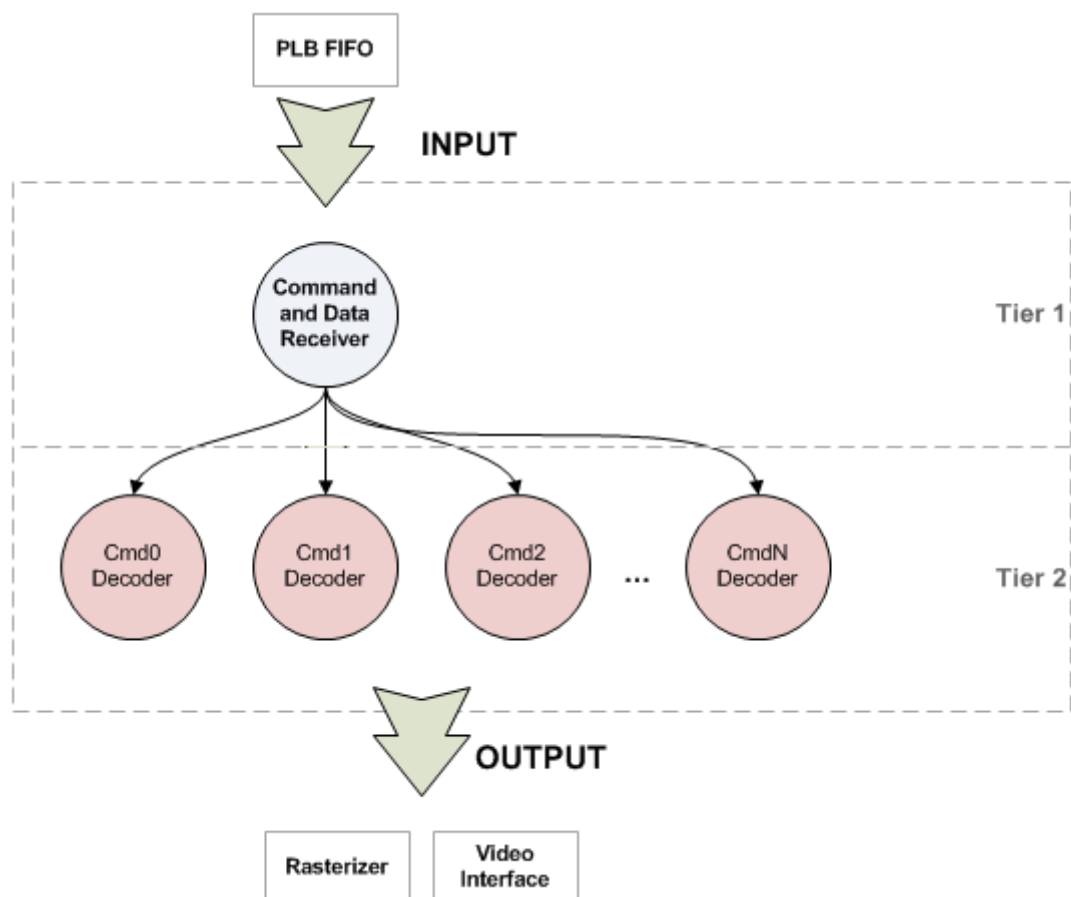 PLB FIFO
INPUT
Command
and Data
Receiver
Tier 1
Cmd0
Decoder
Cmd1
Decoder
Cmd2
Decoder
...
CmdN
Decoder
Tier 2
OUTPUT
Rasterizer
Video
Interface